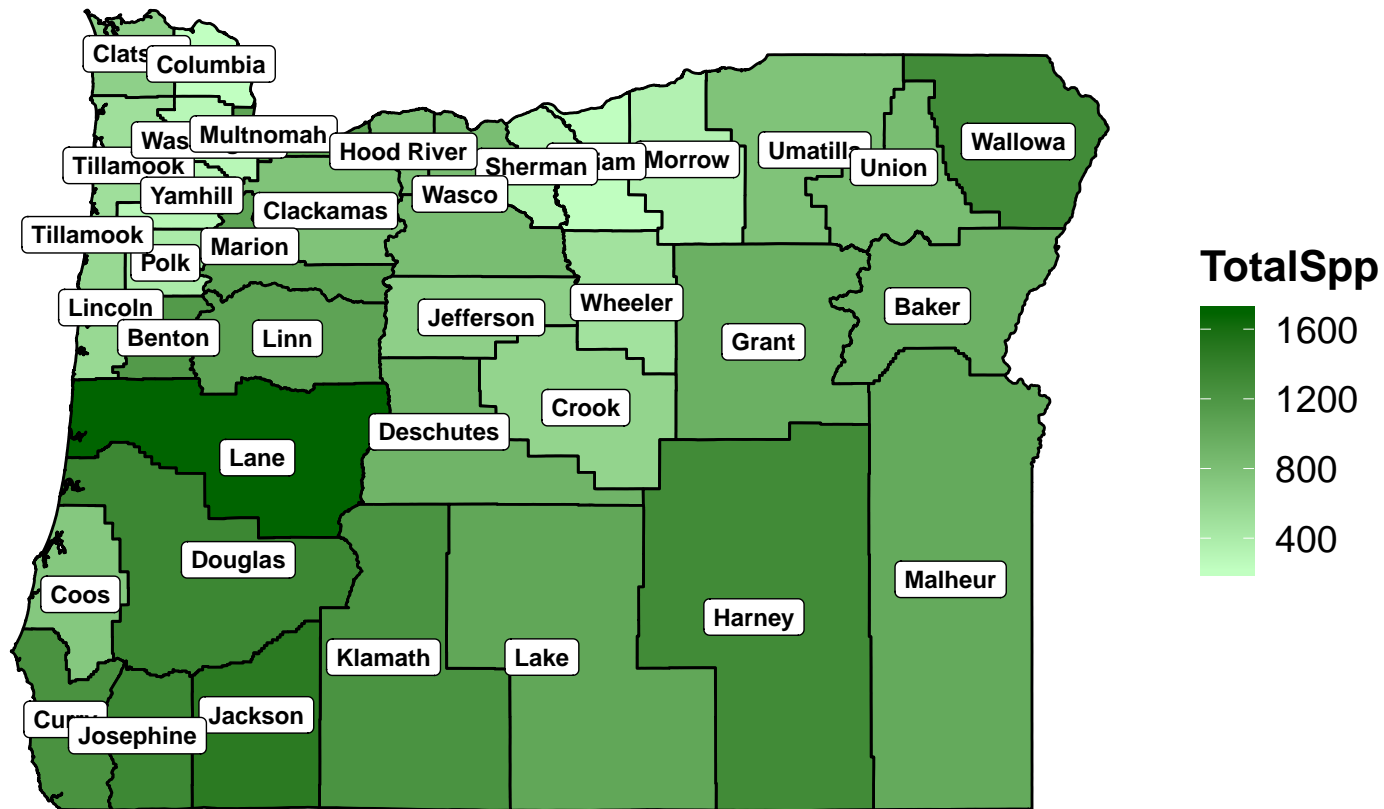 Clats
Columbia
Was
Multnomah
Hood River
Tillamook
Sherman
iam
Morrow
Umatilla
Union
Wallowa
Yamhill
Wasco
Clackamas
Tillamook
Marion
Polk
Lincoln
Benton
Linn
Jefferson
Wheeler
Grant
Baker
Crook
Deschutes
Lane
Douglas
Coos
Malheur
Harney
Klamath
Lake
Curry
Josephine
Jackson
TotalSpp
1600
1200
800
400